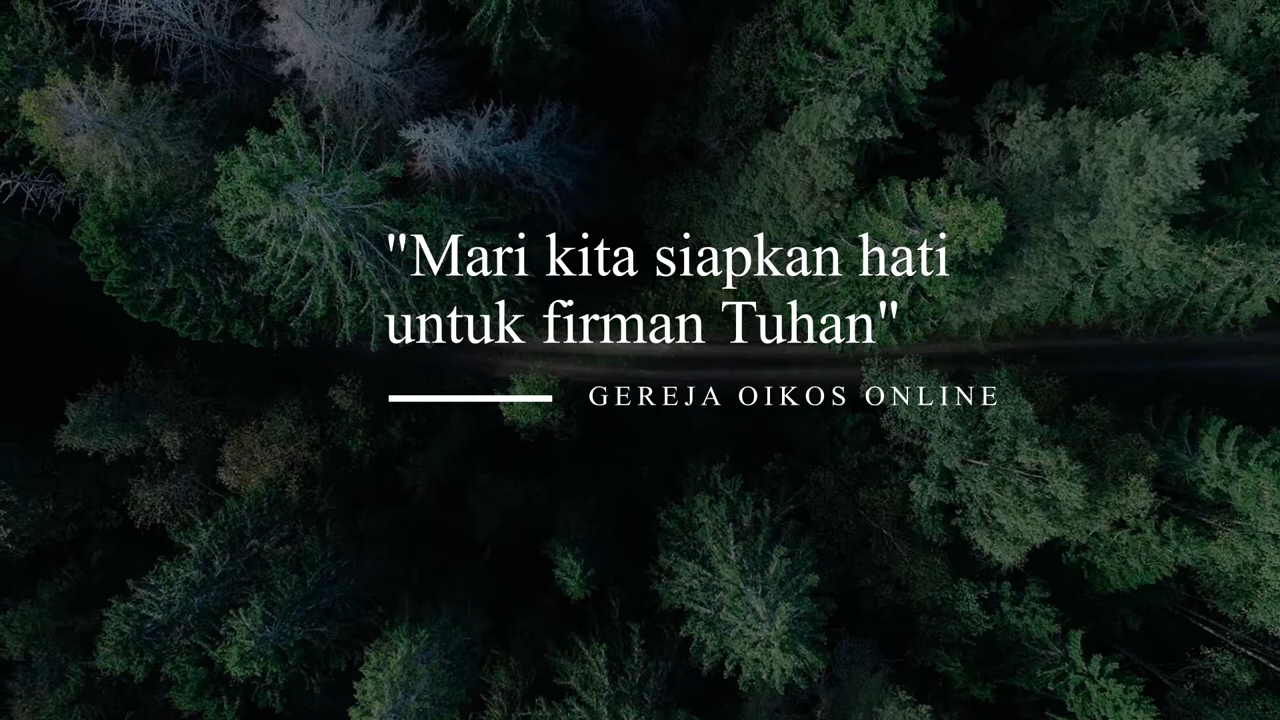 "Mari kita siapkan hati
untuk firman Tuhan"
GEREJA OIKOS ONLINE